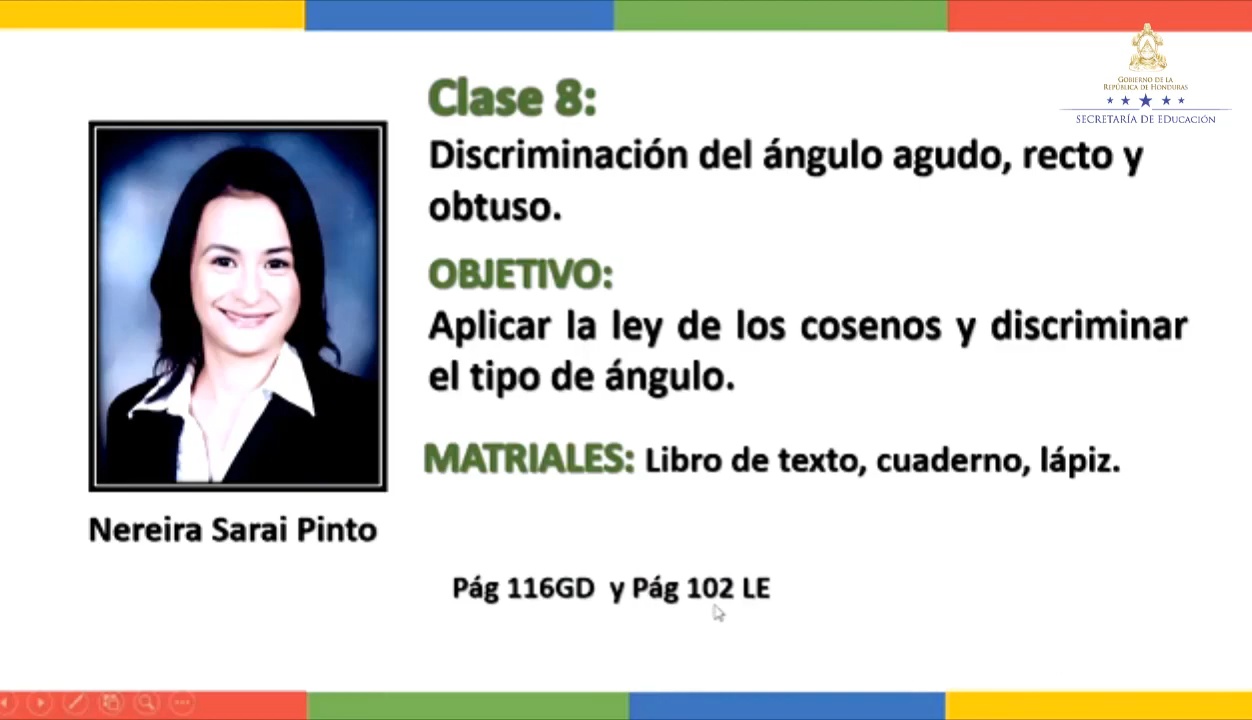 GOBIERNO DE LA
REPÚBLICA DE HONDURAS
SECRETARÍA DE EDUCACIÓN
Clase 8:
Discriminación del ángulo agudo, recto y
obtuso.
OBJETIVO:
Aplicar la ley de los cosenos y discriminar
el tipo de ángulo.
MATRIALES: Libro de texto, cuaderno, lápiz.
Nereira Sarai Pinto
Pág 116GD y Pág 102 LE